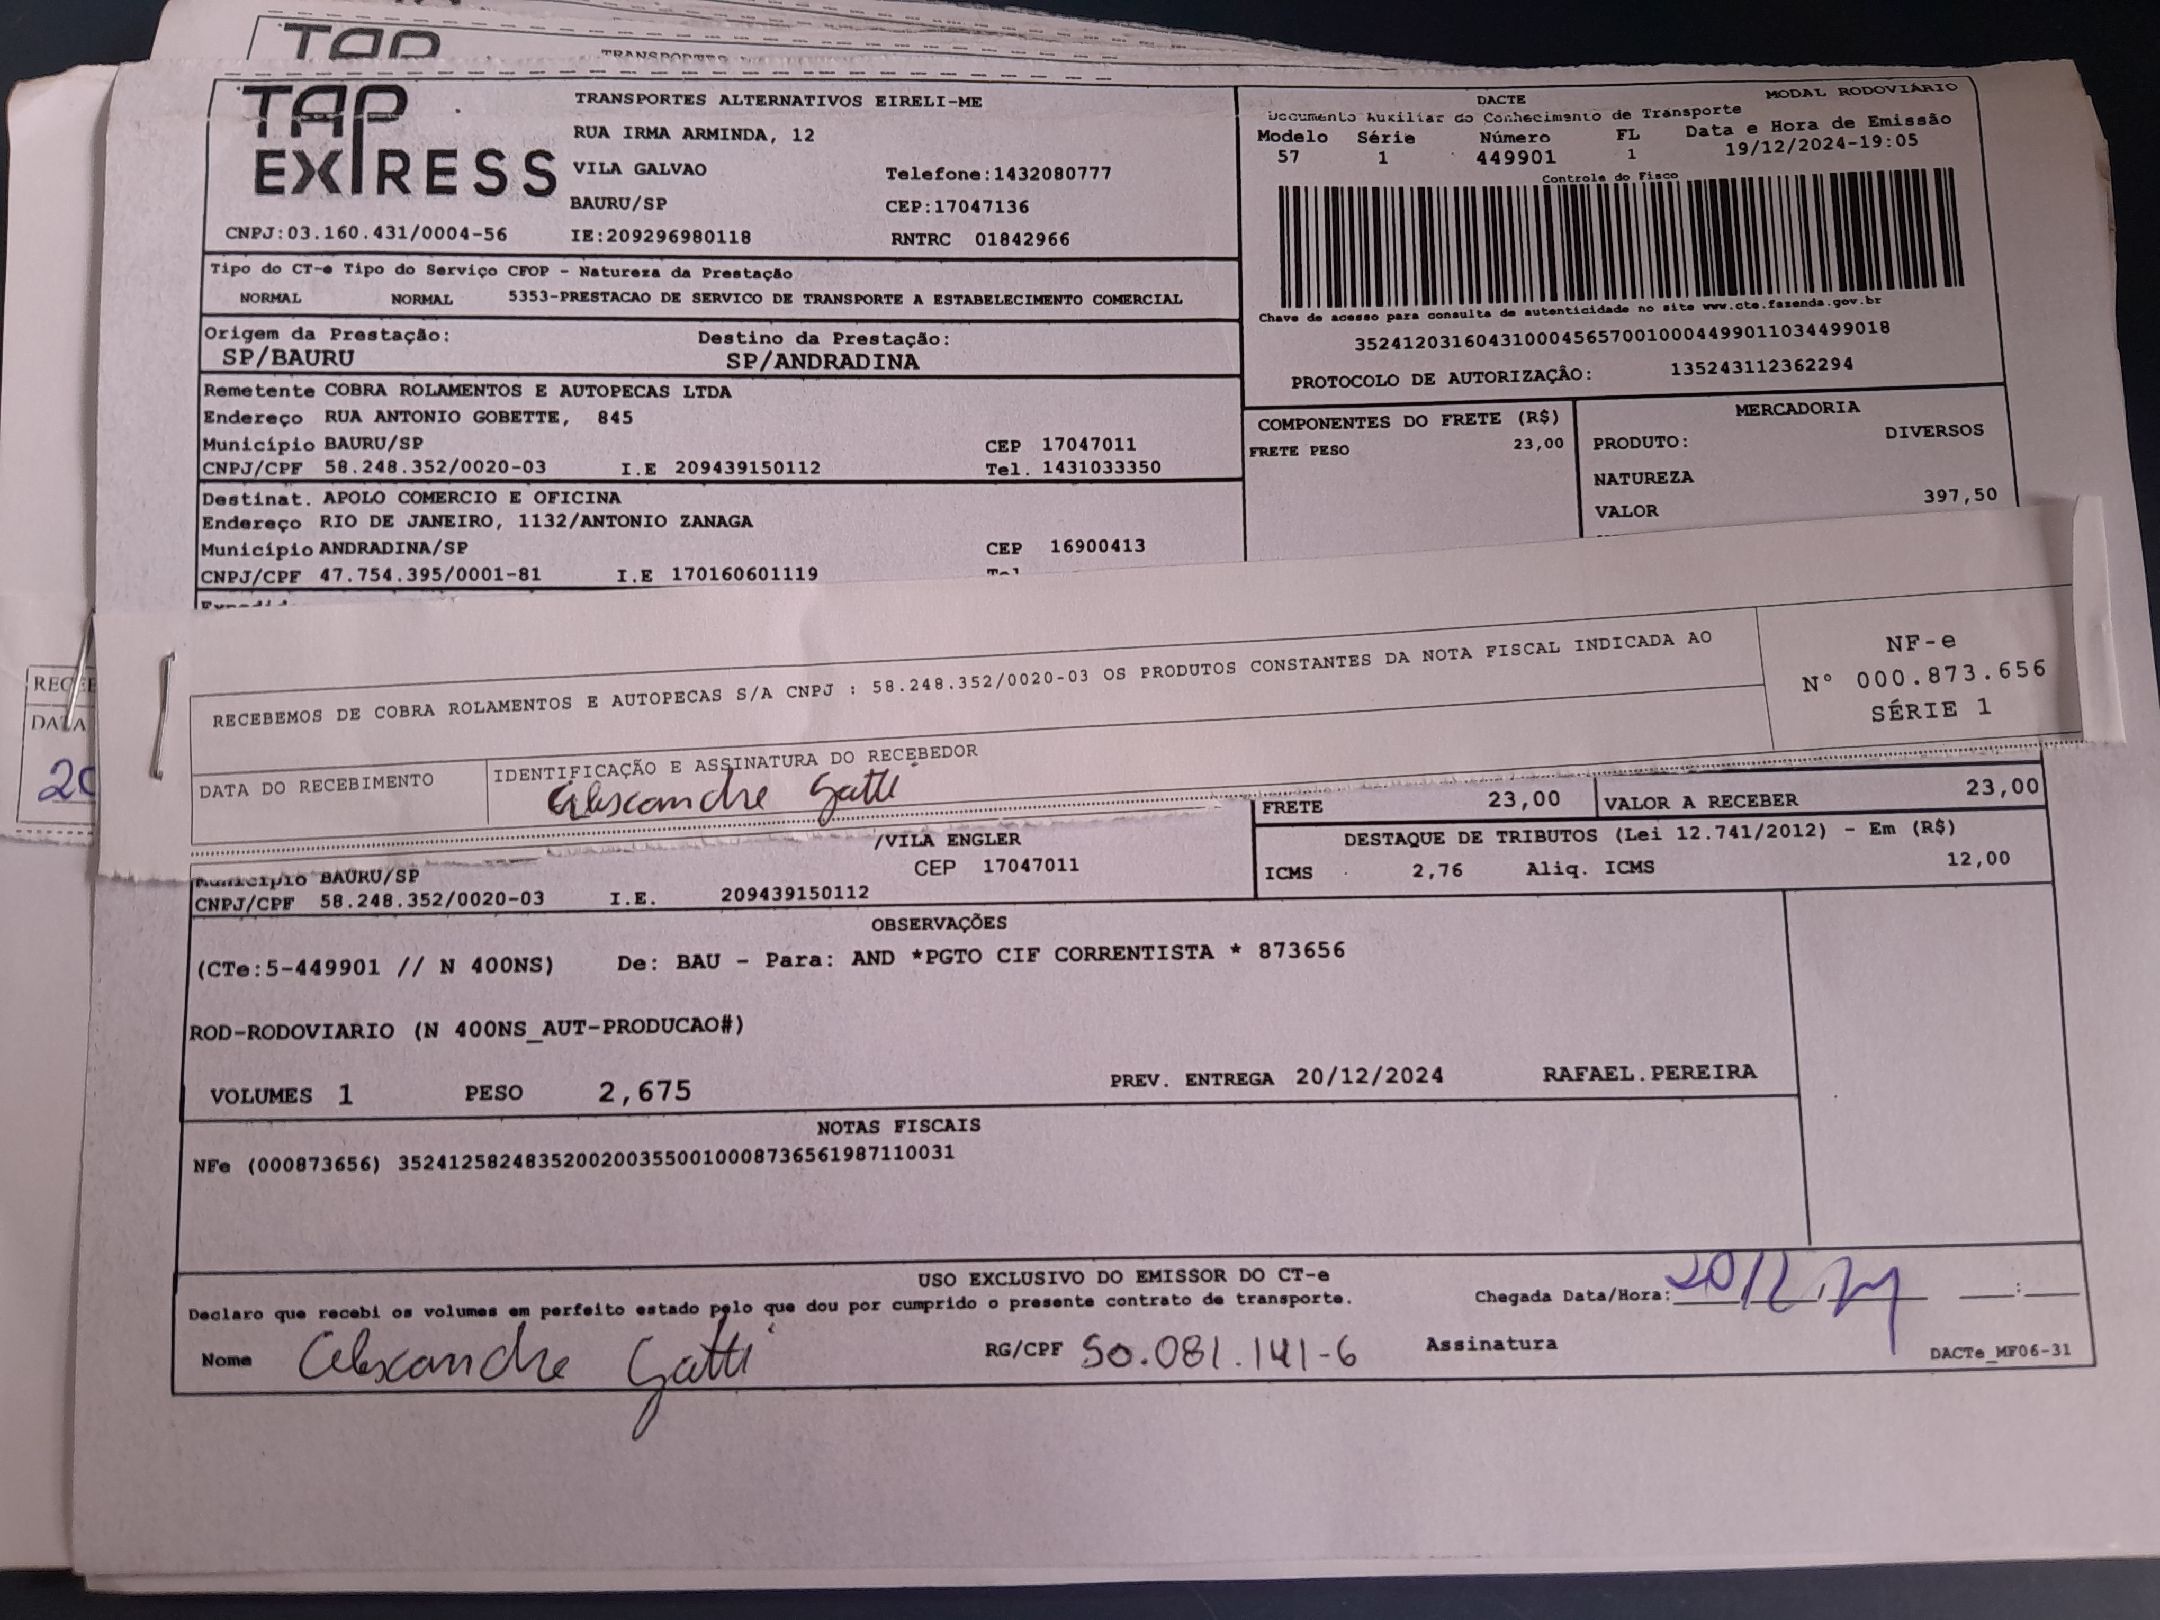 TAP
TRANSPORTES
TAP
EXPRESS
CNPJ:03.160.431/0004-56
TRANSPORTES ALTERNATIVOS EIRELI-ME
RUA IRMA ARMINDA, 12
VILA GALVAO Telefone:1432080777
BAURU/SP CEP:17047136
IE:209296980118 RNTRC 01842966
DACTE MODAL RODOVIÁRIO
Documento Auxiliar do Conhecimento de Transporte
Modelo Série Número FL Data e Hora de Emissão
57 1 449901 1 19/12/2024-19:05
Controle do Fisco
Chave de acesso para consulta de autenticidade no site www.cte.fazenda.gov.br
35241203160431000456570010004499011034499018
PROTOCOLO DE AUTORIZAÇÃO: 135243112362294
Tipo do CT-e Tipo do Serviço CFOP - Natureza da Prestação
NORMAL NORMAL 5353-PRESTACAO DE SERVICO DE TRANSPORTE A ESTABELECIMENTO COMERCIAL
Origem da Prestação: Destino da Prestação:
SP/BAURU SP/ANDRADINA
Remetente COBRA ROLAMENTOS E AUTOPECAS LTDA
Endereço RUA ANTONIO GOBETTE, 845
Município BAURU/SP CEP 17047011
CNPJ/CPF 58.248.352/0020-03 I.E 209439150112 Tel. 1431033350
Destinat. APOLO COMERCIO E OFICINA
Endereço RIO DE JANEIRO, 1132/ANTONIO ZANAGA
Município ANDRADINA/SP CEP 16900413
CNPJ/CPF 47.754.395/0001-81 I.E 170160601119
COMPONENTES DO FRETE (R$)
FRETE PESO 23,00
MERCADORIA
PRODUTO: DIVERSOS
NATUREZA
VALOR 397,50
RECEBEMOS DE COBRA ROLAMENTOS E AUTOPECAS S/A CNPJ : 58.248.352/0020-03 OS PRODUTOS CONSTANTES DA NOTA FISCAL INDICADA AO
NF-e
N° 000.873.656
SÉRIE 1
DATA DO RECEBIMENTO
IDENTIFICAÇÃO E ASSINATURA DO RECEBEDOR
Alexandre Gatti
DATA
20
FRETE 23,00 VALOR A RECEBER 23,00
DESTAQUE DE TRIBUTOS (Lei 12.741/2012) - Em (R$)
ICMS 2,76 Aliq. ICMS 12,00
/VILA ENGLER
Município BAURU/SP CEP 17047011
CNPJ/CPF 58.248.352/0020-03 I.E. 209439150112
OBSERVAÇÕES
(CTe:5-449901 // N 400NS) De: BAU - Para: AND *PGTO CIF CORRENTISTA * 873656
ROD-RODOVIARIO (N 400NS_AUT-PRODUCAO#)
VOLUMES 1 PESO 2,675 PREV. ENTREGA 20/12/2024 RAFAEL.PEREIRA
NOTAS FISCAIS
NFe (000873656) 35241258248352002003550010008736561987110031
USO EXCLUSIVO DO EMISSOR DO CT-e
Declaro que recebi os volumes em perfeito estado pelo que dou por cumprido o presente contrato de transporte.
Chegada Data/Hora: 20/12/24 :
Nome Alexandre Gatti RG/CPF 50.081.141-6 Assinatura
DACTe_MF06-31